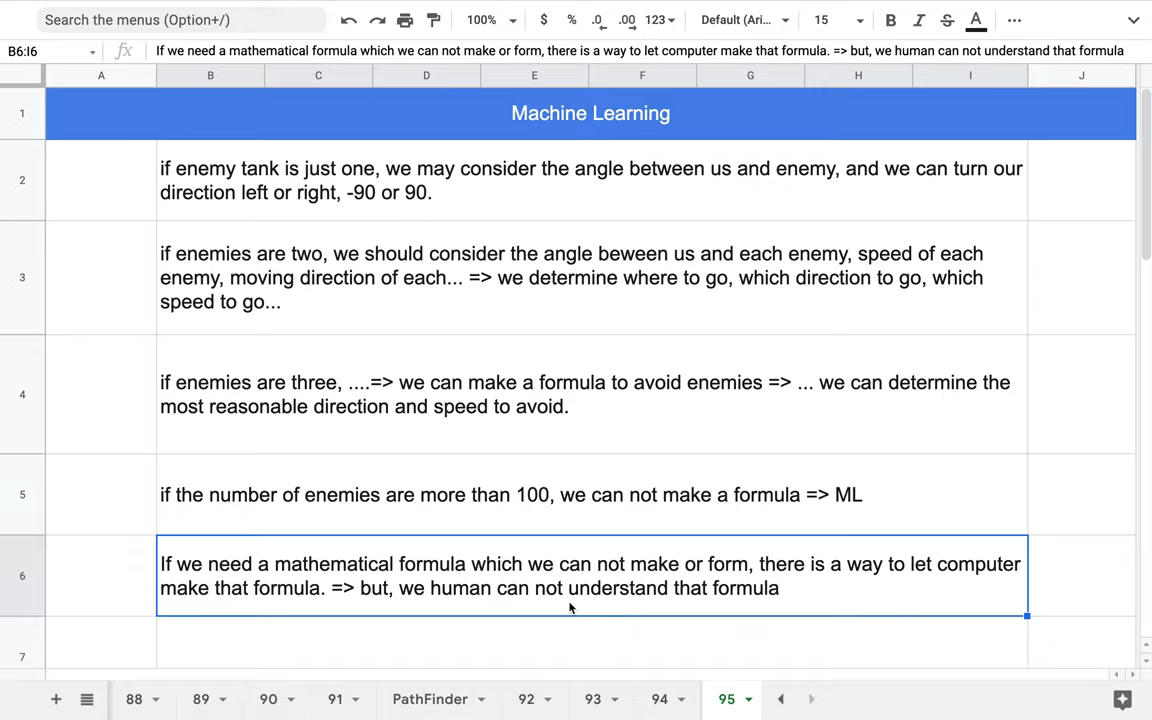 Search the menus (Option+/)
100%
$
%
.0
.00
123
Default (Ari...
15
B
I
S
A
B6:I6
fx
If we need a mathematical formula which we can not make or form, there is a way to let computer make that formula. => but, we human can not understand that formula
A
B
C
D
E
F
G
H
I
J
1
Machine Learning
2
if enemy tank is just one, we may consider the angle between us and enemy, and we can turn our
direction left or right, -90 or 90.
3
if enemies are two, we should consider the angle beween us and each enemy, speed of each
enemy, moving direction of each... => we determine where to go, which direction to go, which
speed to go...
4
if enemies are three, ....=> we can make a formula to avoid enemies => ... we can determine the
most reasonable direction and speed to avoid.
5
if the number of enemies are more than 100, we can not make a formula => ML
6
If we need a mathematical formula which we can not make or form, there is a way to let computer
make that formula. => but, we human can not understand that formula
7
88
89
90
91
PathFinder
92
93
94
95